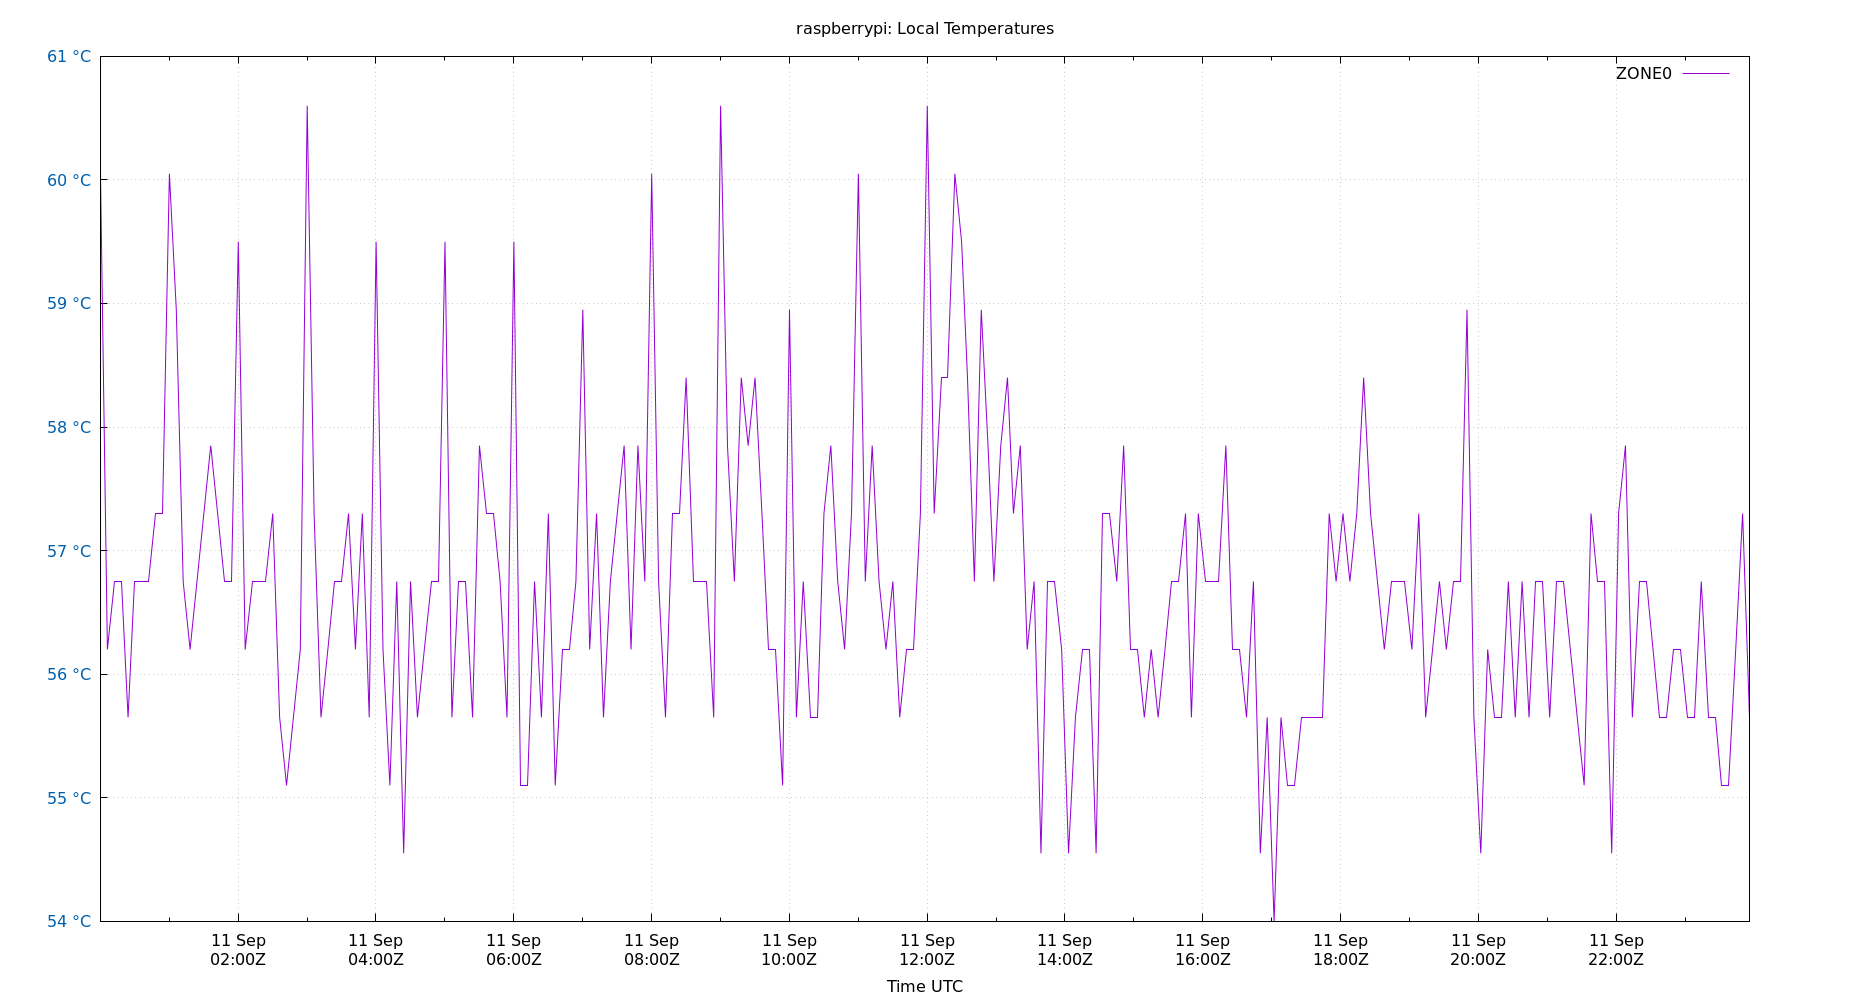 raspberrypi: Local Temperatures
61 °C
ZONE0
60 °C
59 °C
58 °C
57 °C
56 °C
55 °C
54 °C
11 Sep 11 Sep 11 Sep 11 Sep 11 Sep 11 Sep 11 Sep 11 Sep 11 Sep 11 Sep 11 Sep
02:00Z 04:00Z 06:00Z 08:00Z 10:00Z 12:00Z 14:00Z 16:00Z 18:00Z 20:00Z 22:00Z
Time UTC